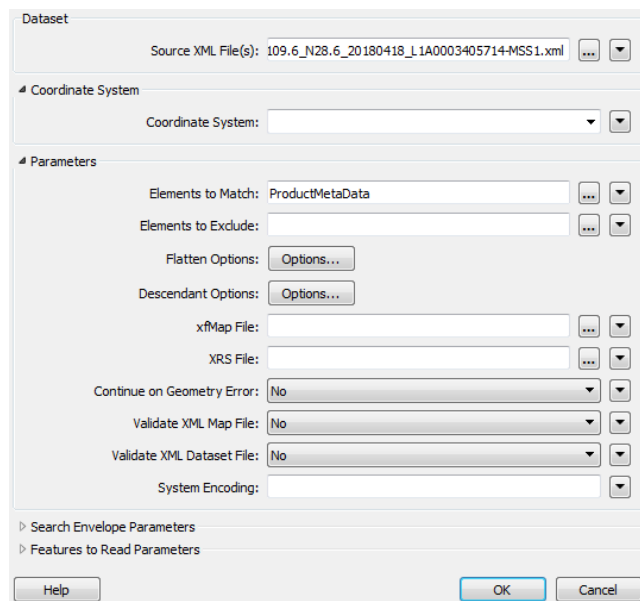 Dataset
Source XML File(s): 109.6_N28.6_20180418_L1A0003405714-MSS1.xml ...
Coordinate System
Coordinate System:
Parameters
Elements to Match: ProductMetaData ...
Elements to Exclude: ...
Flatten Options: Options...
Descendant Options: Options...
xfMap File: ...
XRS File: ...
Continue on Geometry Error: No
Validate XML Map File: No
Validate XML Dataset File: No
System Encoding:
Search Envelope Parameters
Features to Read Parameters
Help OK Cancel